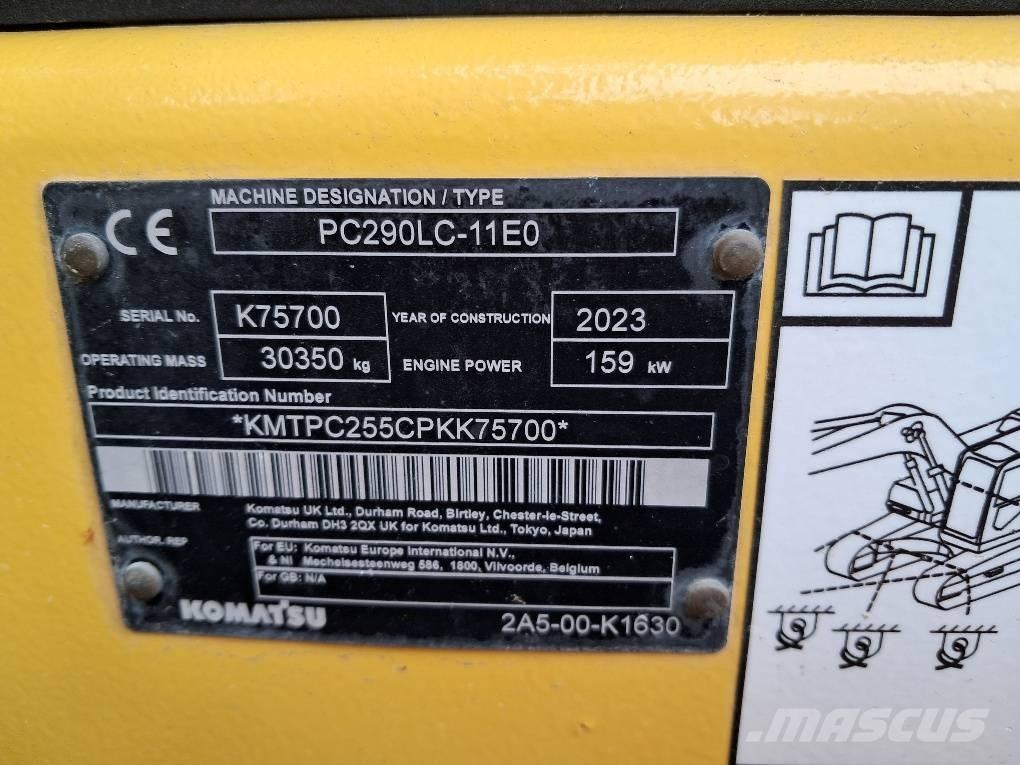 CE
MACHINE DESIGNATION / TYPE
PC290LC-11E0
SERIAL No.
K75700
YEAR OF CONSTRUCTION
2023
OPERATING MASS
30350 kg
ENGINE POWER
159 kW
Product Identification Number
*KMTPC255CPKK75700*
MANUFACTURER
Komatsu UK Ltd., Durham Road, Birtley, Chester-le-Street,
Co. Durham DH3 2QX UK for Komatsu Ltd., Tokyo, Japan
AUTHOR. REP
For EU: Komatsu Europe International N.V.,
& NI Mechelsesteenweg 586, 1800, Vilvoorde, Belgium
For GB: N/A
KOMATSU
2A5-00-K1630
MASCUS